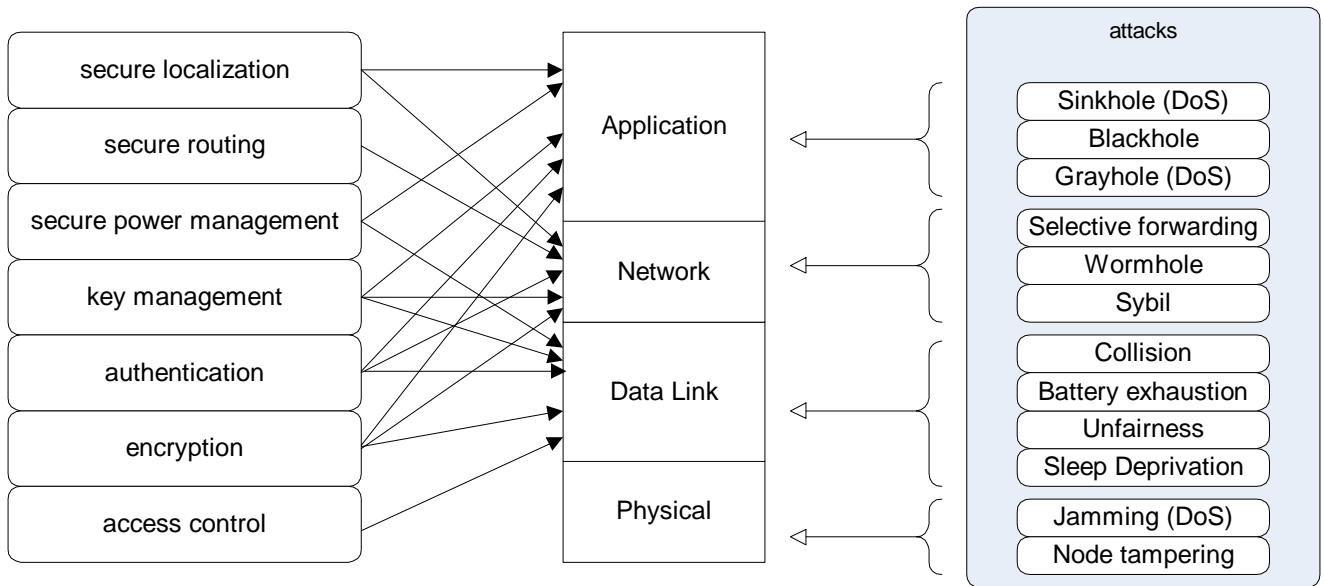 secure localization
secure routing
secure power management
key management
authentication
encryption
access control
Application
Network
Data Link
Physical
attacks
Sinkhole (DoS)
Blackhole
Grayhole (DoS)
Selective forwarding
Wormhole
Sybil
Collision
Battery exhaustion
Unfairness
Sleep Deprivation
Jamming (DoS)
Node tampering